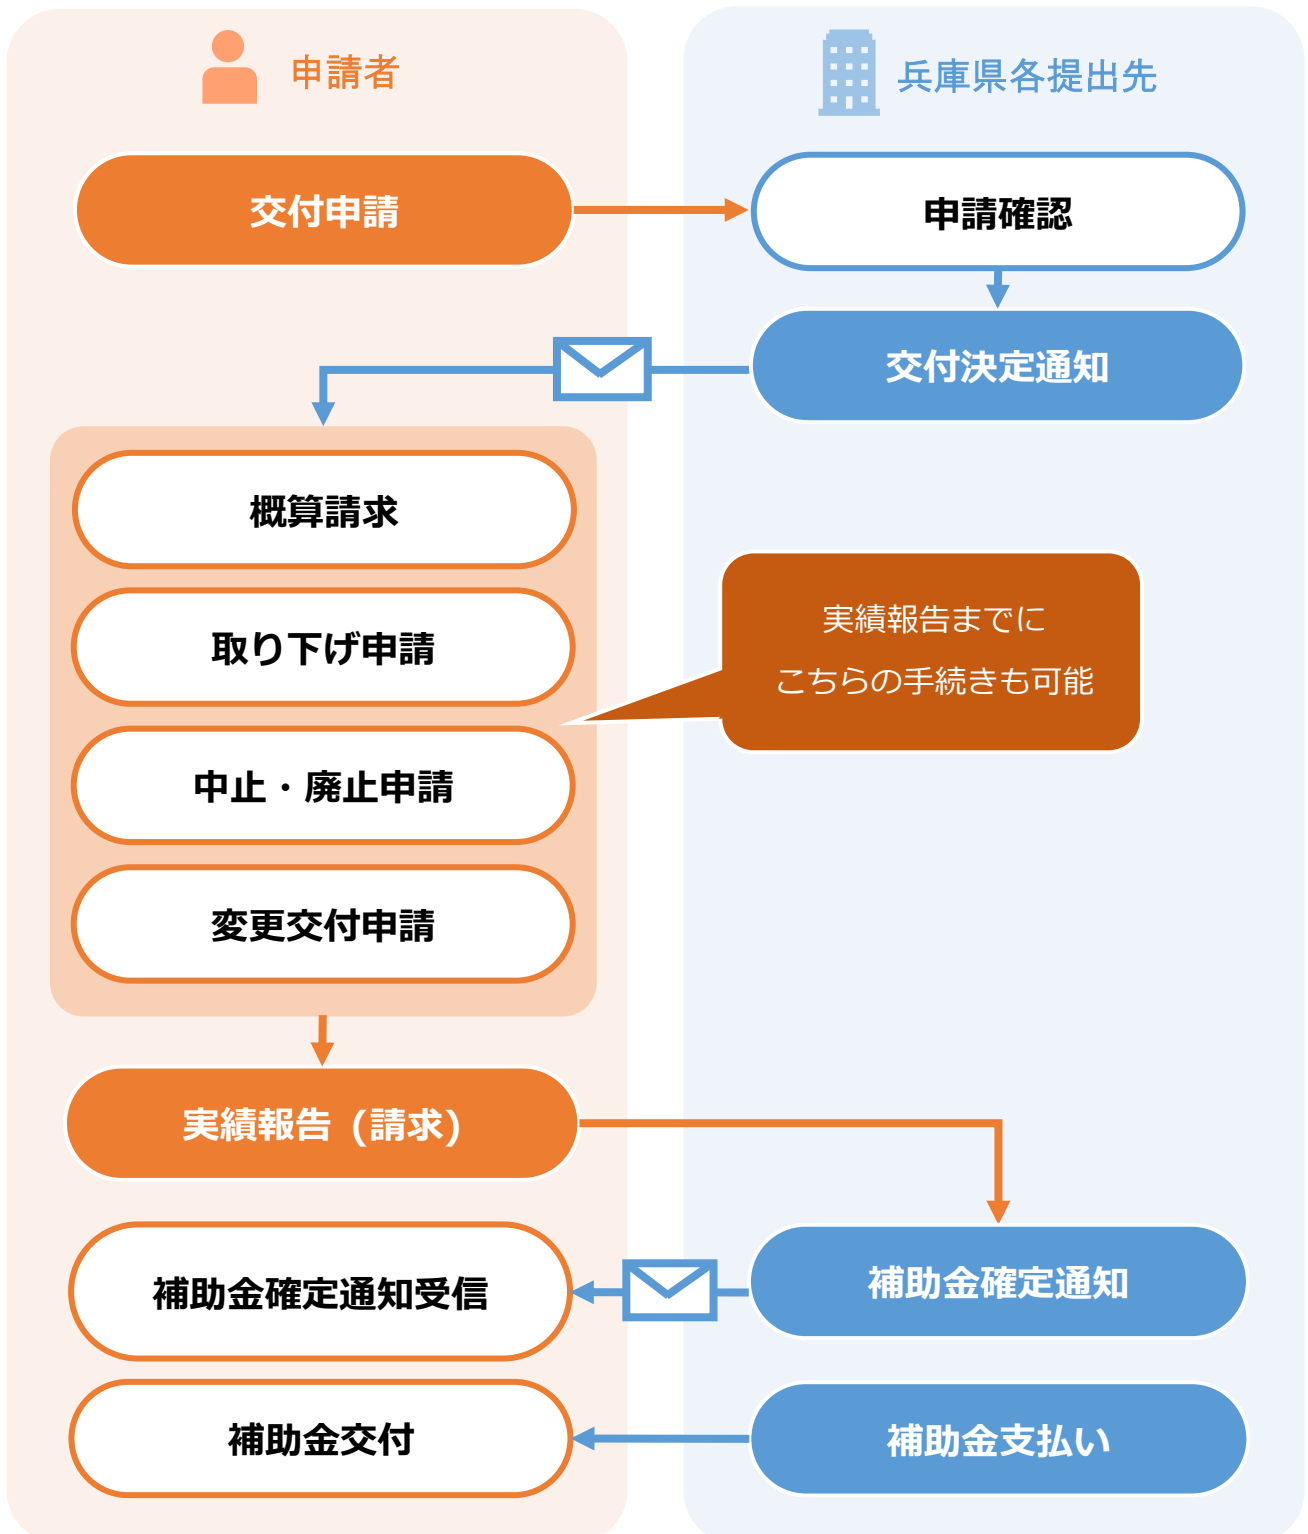 申請者
兵庫県各提出先
交付申請
申請確認
交付決定通知
概算請求
取り下げ申請
中止・廃止申請
変更交付申請
実績報告までに
こちらの手続きも可能
実績報告（請求）
補助金確定通知
補助金確定通知受信
補助金交付
補助金支払い